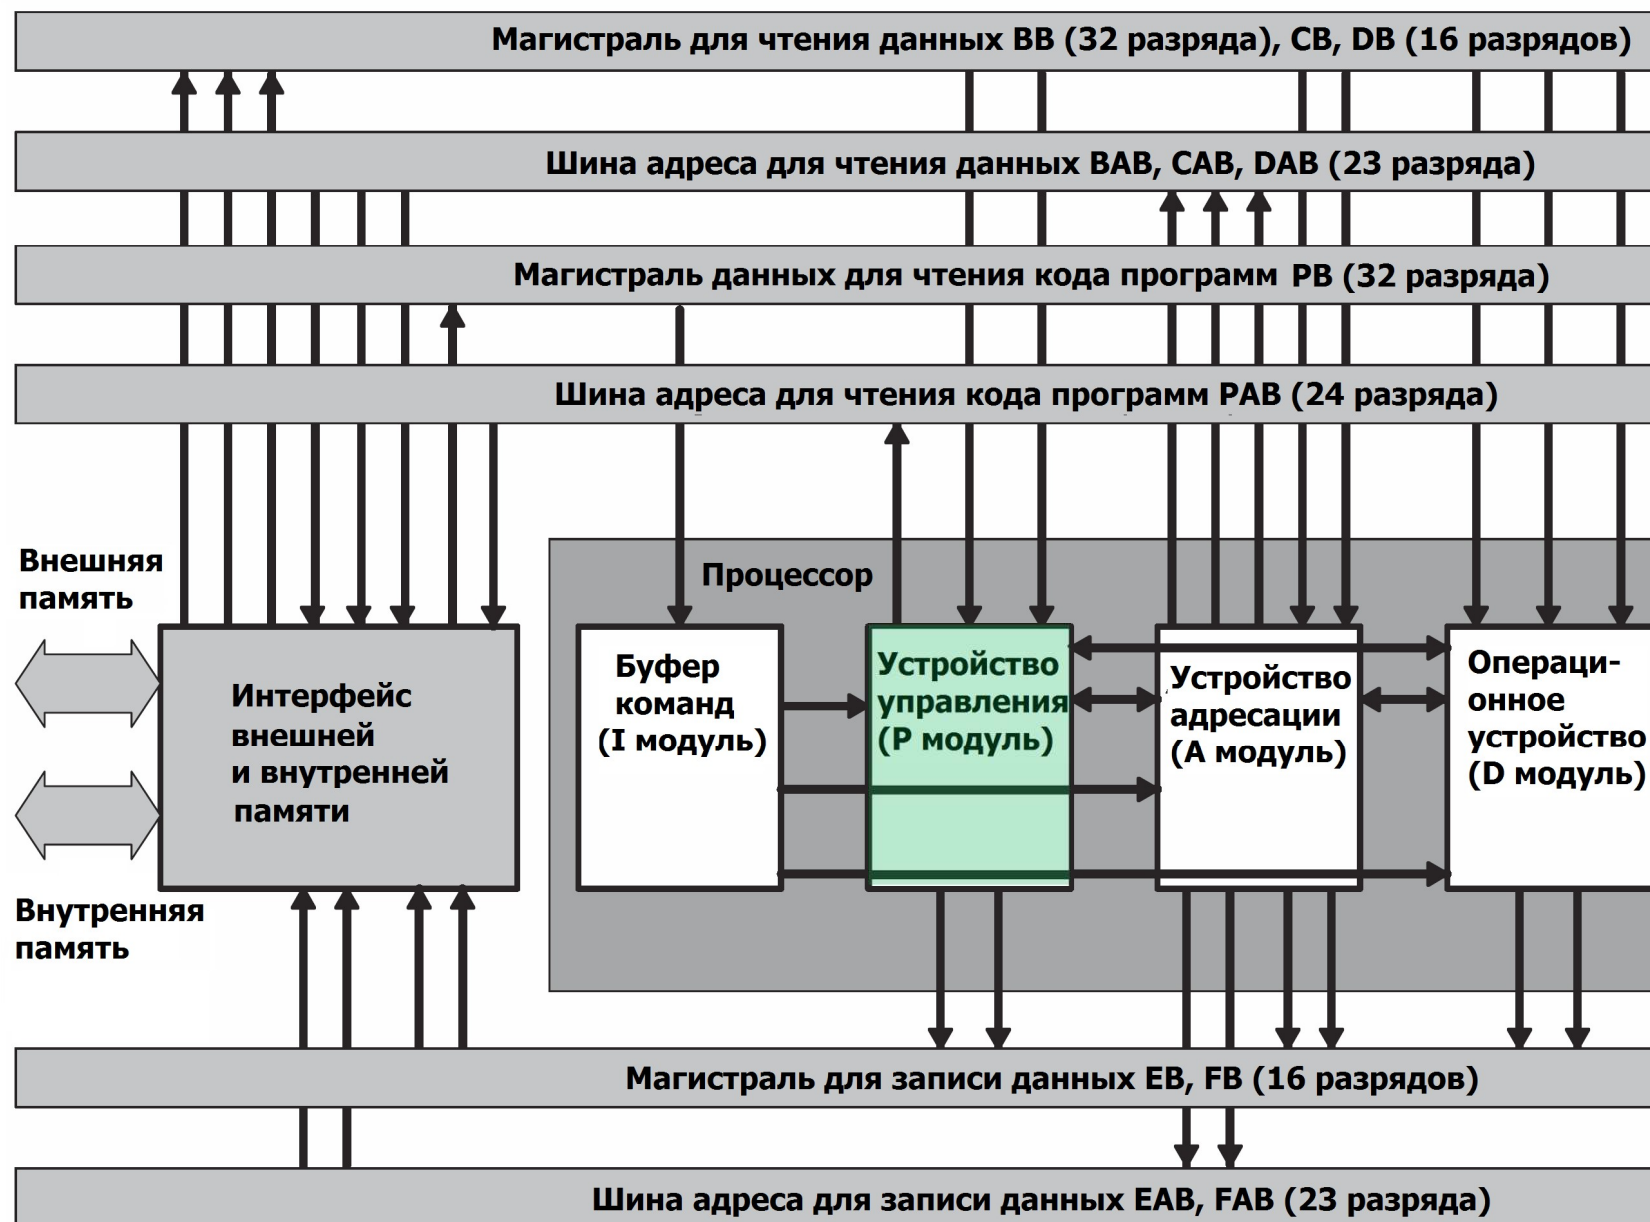 Магистраль для чтения данных BB (32 разряда), CB, DB (16 разрядов)
Шина адреса для чтения данных BAB, CAB, DAB (23 разряда)
Магистраль данных для чтения кода программ PB (32 разряда)
Шина адреса для чтения кода программ PAB (24 разряда)
Внешняя
память
Процессор
Интерфейс
внешней
и внутренней
памяти
Буфер
команд
(I модуль)
Устройство
управления
(P модуль)
Устройство
адресации
(A модуль)
Операци-
онное
устройство
(D модуль)
Внутренняя
память
Магистраль для записи данных EB, FB (16 разрядов)
Шина адреса для записи данных EAB, FAB (23 разряда)